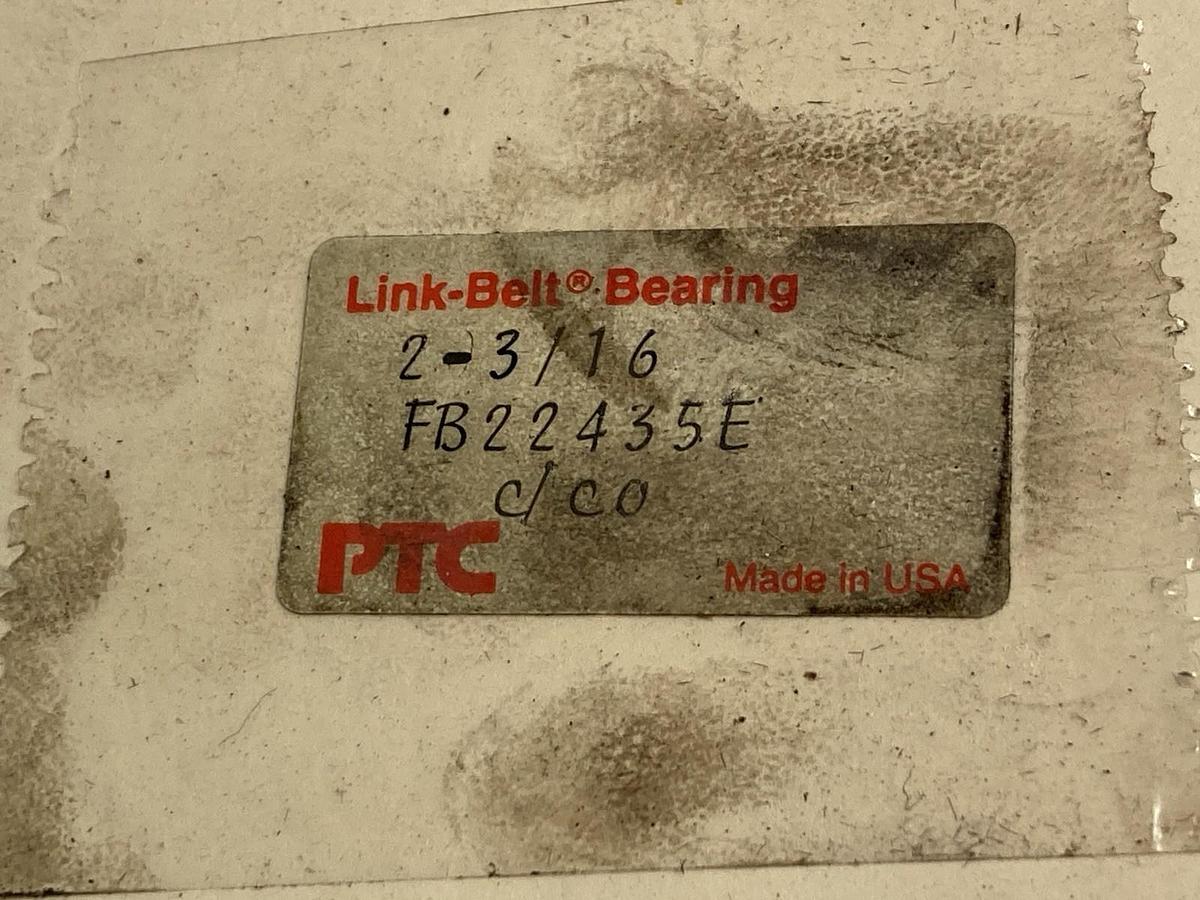 Link-Belt® Bearing
2-3/16
FB22435E
C/CO
PTC
Made in USA